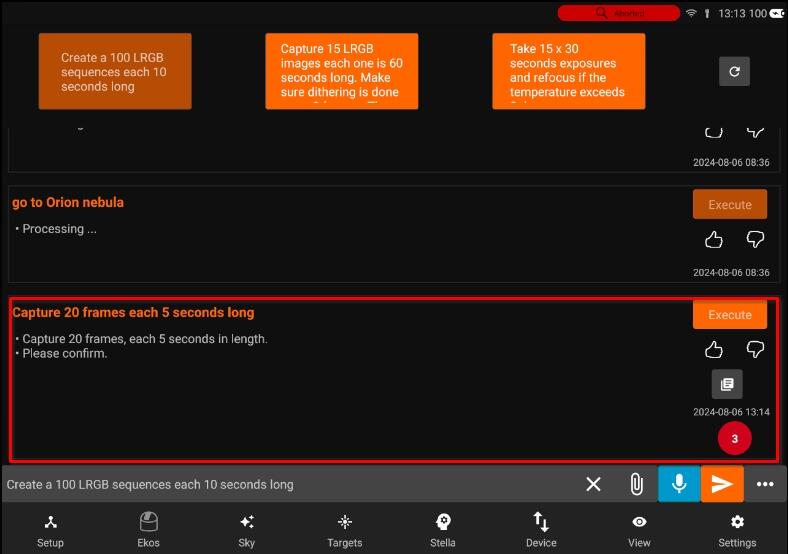 Aborted
13:13 100
Create a 100 LRGB
sequences each 10
seconds long
Capture 15 LRGB
images each one is 60
seconds long. Make
sure dithering is done
Take 15 x 30
seconds exposures
and refocus if the
temperature exceeds
2024-08-06 08:36
go to Orion nebula
Execute
• Processing ...
2024-08-06 08:36
Capture 20 frames each 5 seconds long
Execute
• Capture 20 frames, each 5 seconds in length.
• Please confirm.
2024-08-06 13:14
3
Create a 100 LRGB sequences each 10 seconds long
Setup
Ekos
Sky
Targets
Stella
Device
View
Settings